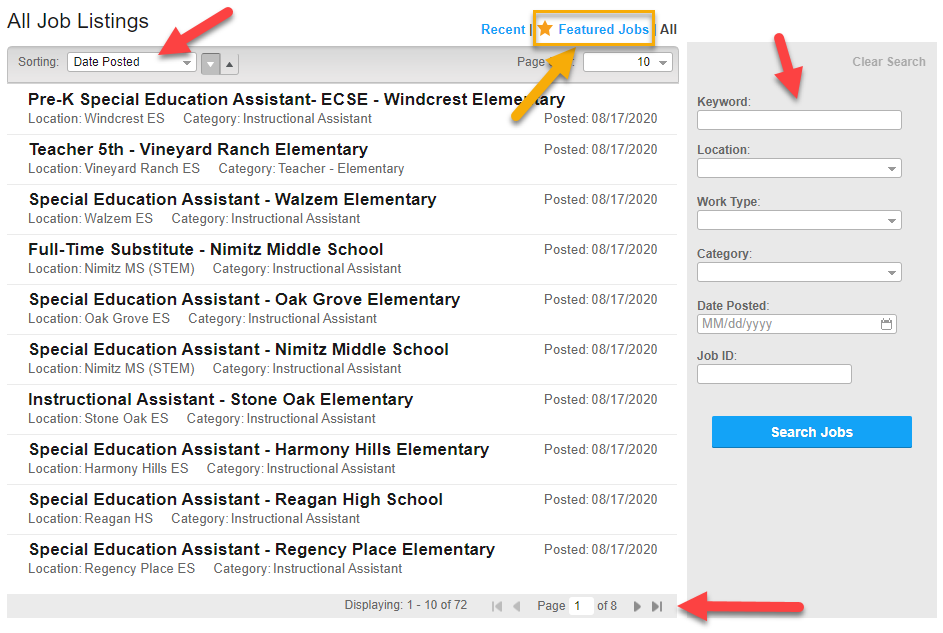 All Job Listings
Recent | Featured Jobs | All
Sorting: Date Posted Page 10
Pre-K Special Education Assistant- ECSE - Windcrest Elementary
Location: Windcrest ES Category: Instructional Assistant Posted: 08/17/2020
Teacher 5th - Vineyard Ranch Elementary Posted: 08/17/2020
Location: Vineyard Ranch ES Category: Teacher - Elementary
Special Education Assistant - Walzem Elementary Posted: 08/17/2020
Location: Walzem ES Category: Instructional Assistant
Full-Time Substitute - Nimitz Middle School Posted: 08/17/2020
Location: Nimitz MS (STEM) Category: Instructional Assistant
Special Education Assistant - Oak Grove Elementary Posted: 08/17/2020
Location: Oak Grove ES Category: Instructional Assistant
Special Education Assistant - Nimitz Middle School Posted: 08/17/2020
Location: Nimitz MS (STEM) Category: Instructional Assistant
Instructional Assistant - Stone Oak Elementary Posted: 08/17/2020
Location: Stone Oak ES Category: Instructional Assistant
Special Education Assistant - Harmony Hills Elementary Posted: 08/17/2020
Location: Harmony Hills ES Category: Instructional Assistant
Special Education Assistant - Reagan High School Posted: 08/17/2020
Location: Reagan HS Category: Instructional Assistant
Special Education Assistant - Regency Place Elementary Posted: 08/17/2020
Location: Regency Place ES Category: Instructional Assistant
Displaying: 1 - 10 of 72 Page 1 of 8
Clear Search
Keyword:
Location:
Work Type:
Category:
Date Posted:
MM/dd/yyyy
Job ID:
Search Jobs